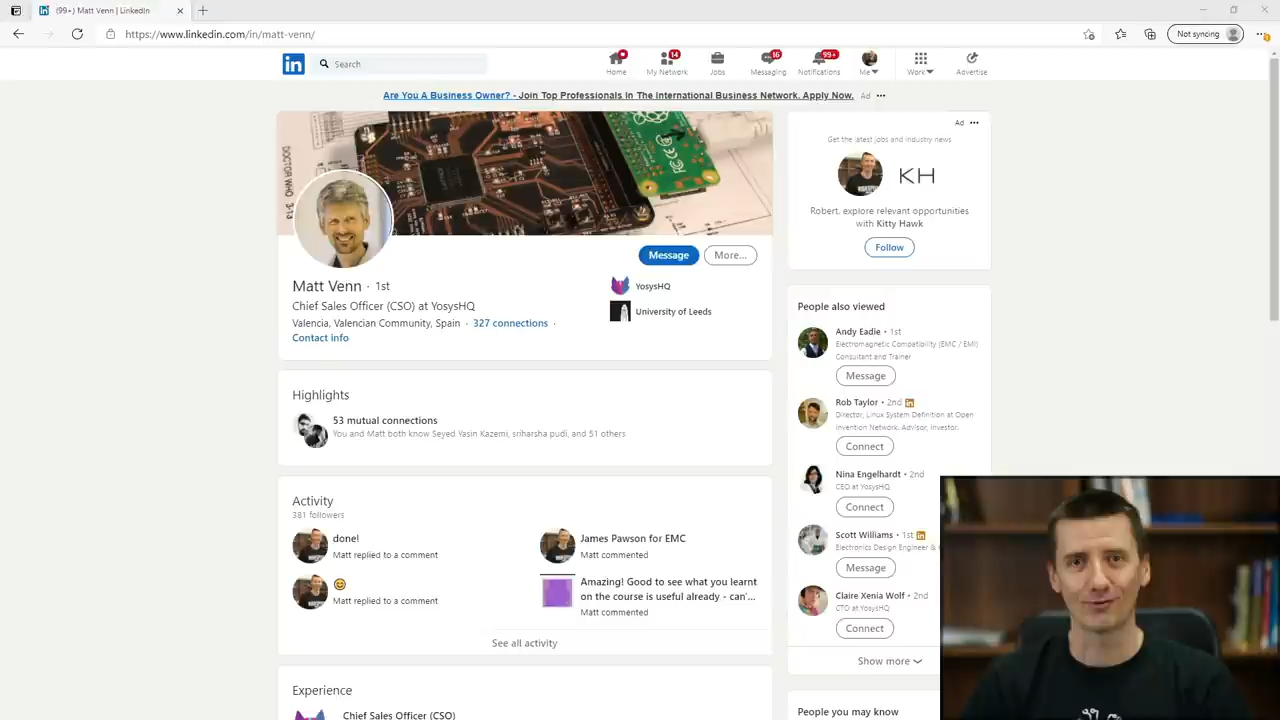 (99+) Matt Venn | LinkedIn
https://www.linkedin.com/in/matt-venn/
Not syncing
in
Search
14
16
99+
Home
My Network
Jobs
Messaging
Notifications
Me
Work
Advertise
Are You A Business Owner? - Join Top Professionals In The International Business Network. Apply Now. Ad
DOCTOR WHO 3-13
Message
More...
Matt Venn · 1st
Chief Sales Officer (CSO) at YosysHQ
Valencia, Valencian Community, Spain · 327 connections ·
Contact info
YosysHQ
University of Leeds
Highlights
53 mutual connections
You and Matt both know Seyed Yasin Kazemi, sriharsha pudi, and 51 others
Activity
381 followers
done!
Matt replied to a comment
Matt replied to a comment
James Pawson for EMC
Matt commented
Amazing! Good to see what you learnt
on the course is useful already - can'...
Matt commented
See all activity
Experience
Chief Sales Officer (CSO)
Ad
Get the latest jobs and industry news
KH
Robert, explore relevant opportunities
with Kitty Hawk
Follow
People also viewed
Andy Eadie • 1st
Electromagnetic Compatibility (EMC / EMI)
Consultant and Trainer
Message
Rob Taylor • 2nd in
Director, Linux System Definition at Open
Invention Network. Advisor, Investor.
Connect
Nina Engelhardt • 2nd
CEO at YosysHQ
Connect
Scott Williams • 1st in
Electronics Design Engineer &
Message
Claire Xenia Wolf • 2nd
CTO at YosysHQ
Connect
Show more
People you may know